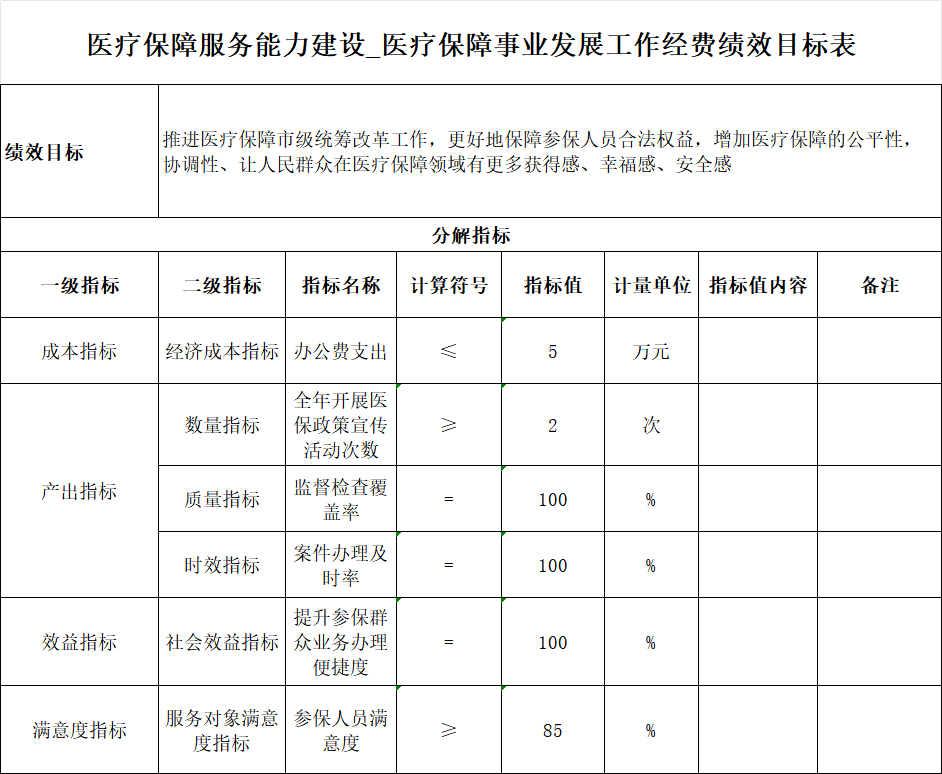 医疗保障服务能力建设_医疗保障事业发展工作经费绩效目标表
绩效目标
推进医疗保障市级统筹改革工作，更好地保障参保人员合法权益，增加医疗保障的公平性，
协调性、让人民群众在医疗保障领域有更多获得感、幸福感、安全感
分解指标
一级指标 二级指标 指标名称 计算符号 指标值 计量单位 指标值内容 备注
成本指标 经济成本指标 办公费支出 ≤ 5 万元
产出指标
数量指标
全年开展医
保政策宣传
活动次数
≥ 2 次
质量指标
监督检查覆
盖率
= 100 %
时效指标
案件办理及
时率
= 100 %
效益指标 社会效益指标
提升参保群
众业务办理
便捷度
= 100 %
满意度指标
服务对象满意
度指标
参保人员满
意度
≥ 85 %